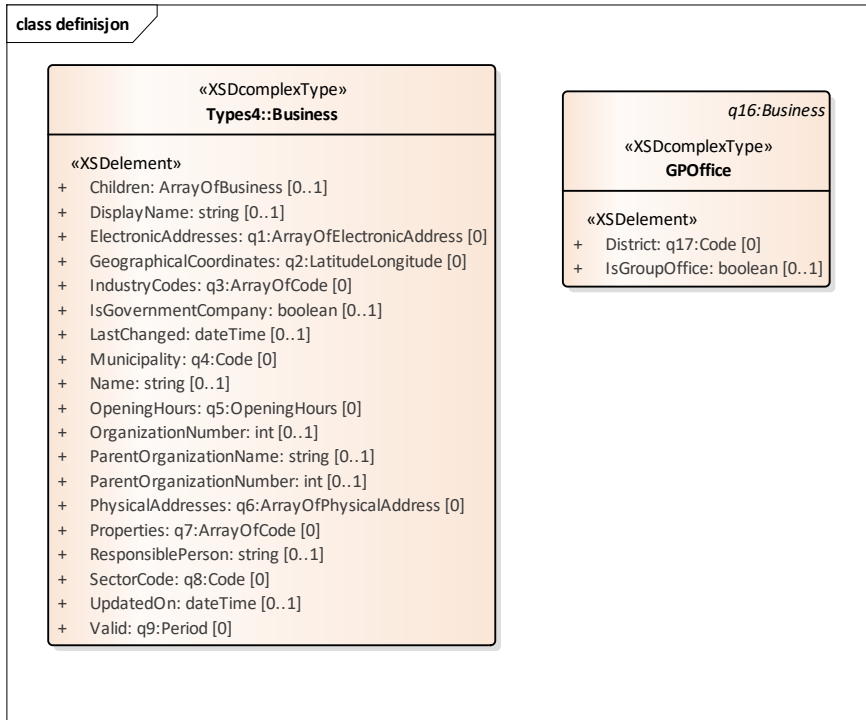 class definisjon
«XSDcomplexType»
Types4::Business
«XSDelement»
+ Children: ArrayOfBusiness [0..1]
+ DisplayName: string [0..1]
+ ElectronicAddresses: q1:ArrayOfElectronicAddress [0]
+ GeographicalCoordinates: q2:LatitudeLongitude [0]
+ IndustryCodes: q3:ArrayOfCode [0]
+ IsGovernmentCompany: boolean [0..1]
+ LastChanged: dateTime [0..1]
+ Municipality: q4:Code [0]
+ Name: string [0..1]
+ OpeningHours: q5:OpeningHours [0]
+ OrganizationNumber: int [0..1]
+ ParentOrganizationName: string [0..1]
+ ParentOrganizationNumber: int [0..1]
+ PhysicalAddresses: q6:ArrayOfPhysicalAddress [0]
+ Properties: q7:ArrayOfCode [0]
+ ResponsiblePerson: string [0..1]
+ SectorCode: q8:Code [0]
+ UpdatedOn: dateTime [0..1]
+ Valid: q9:Period [0]
q16:Business
«XSDcomplexType»
GPOffice
«XSDelement»
+ District: q17:Code [0]
+ IsGroupOffice: boolean [0..1]